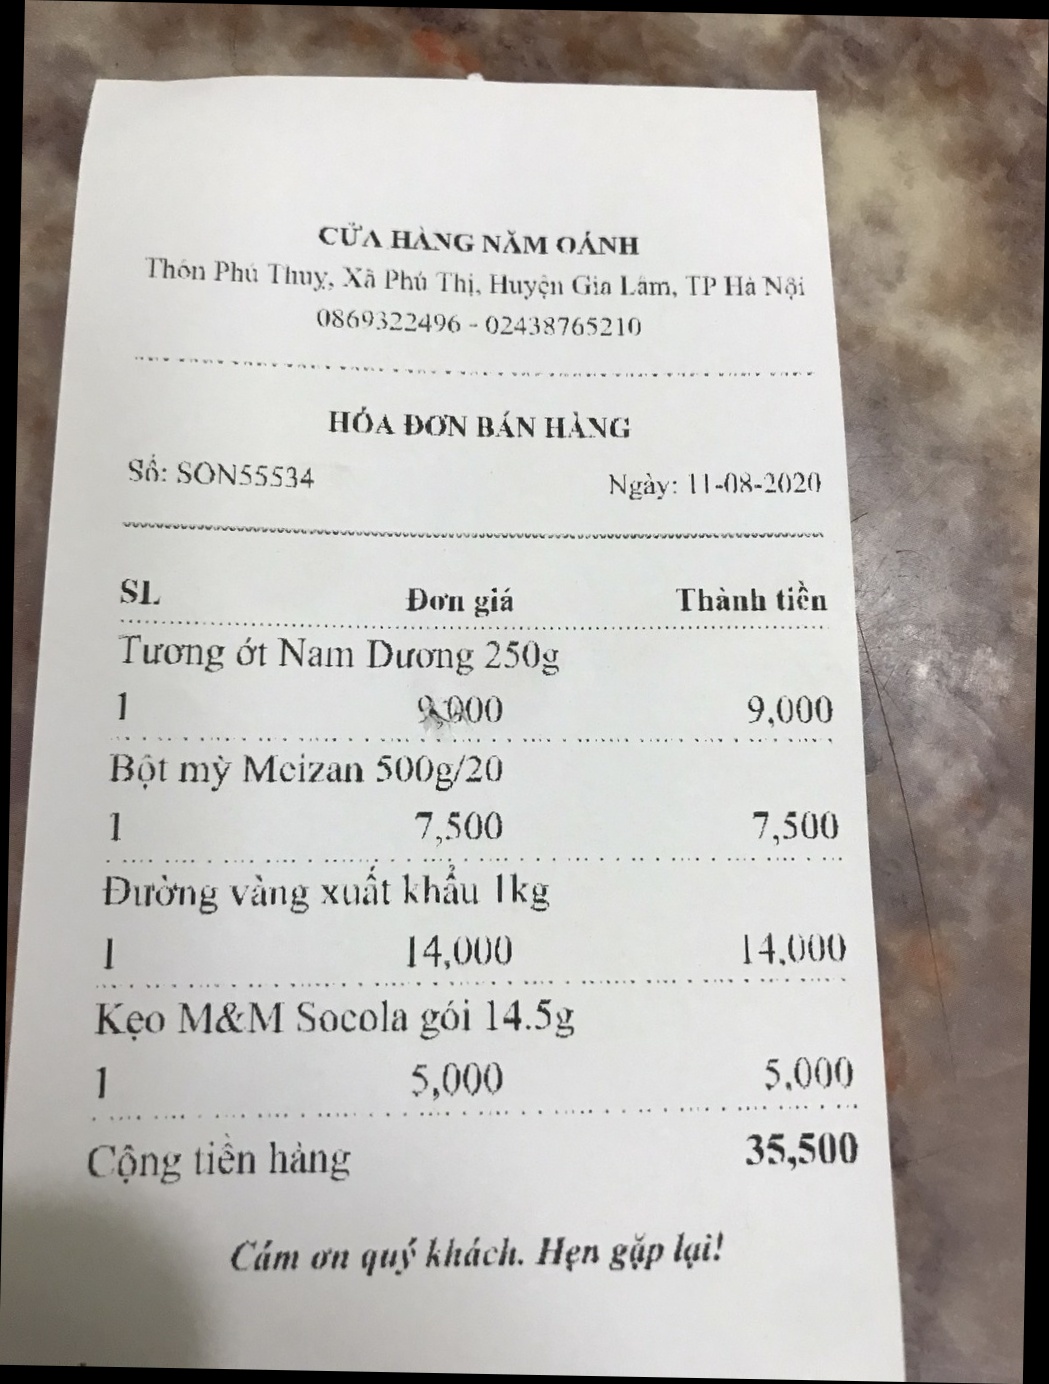 CỬA HÀNG NĂM OÁNH
Thôn Phú Thuỵ, Xã Phú Thị, Huyện Gia Lâm, TP Hà Nội
0869322496 - 02438765210
HÓA ĐƠN BÁN HÀNG
Số: SON55534 Ngày: 11-08-2020
SL Đơn giá Thành tiền
Tương ớt Nam Dương 250g
1 9,000 9,000
Bột mỳ Meizan 500g/20
1 7,500 7,500
Đường vàng xuất khẩu 1kg
1 14,000 14,000
Kẹo M&M Socola gói 14.5g
1 5,000 5,000
Cộng tiền hàng 35,500
Cám ơn quý khách. Hẹn gặp lại!